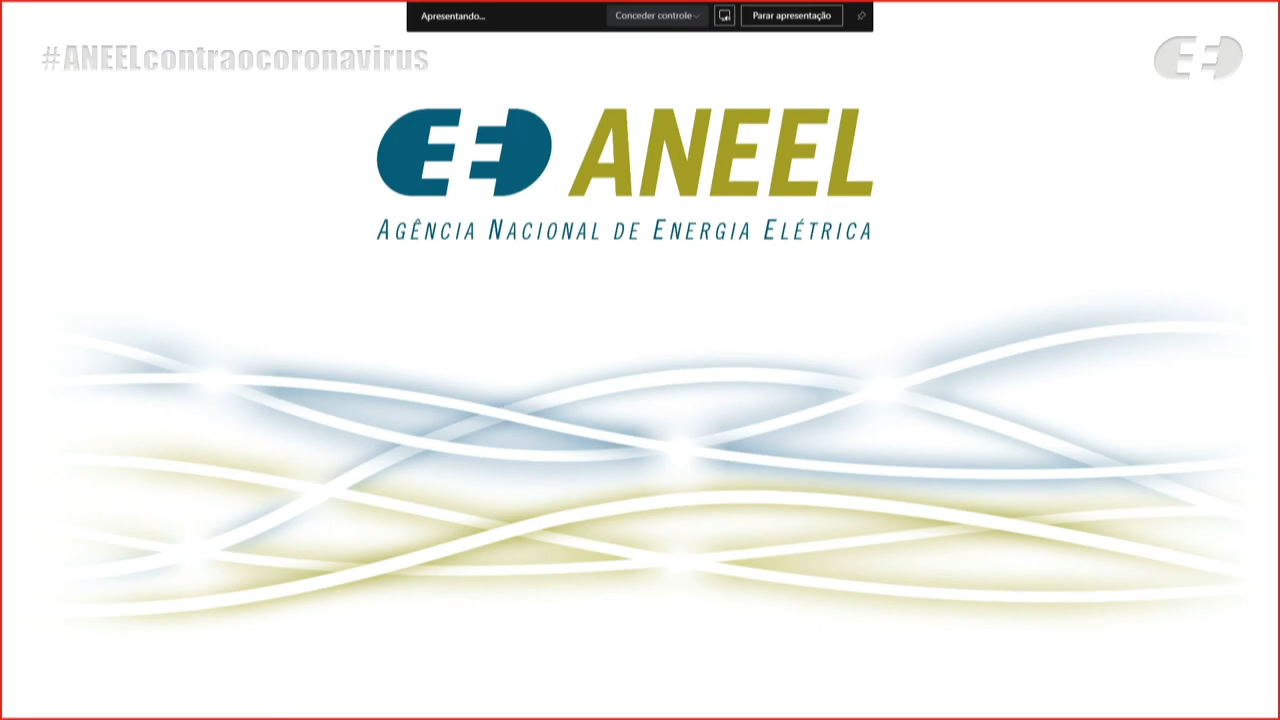 Apresentando...
Conceder controle
Parar apresentação
#ANEELcontraocoronavirus
ANEEL
AGÊNCIA NACIONAL DE ENERGIA ELÉTRICA